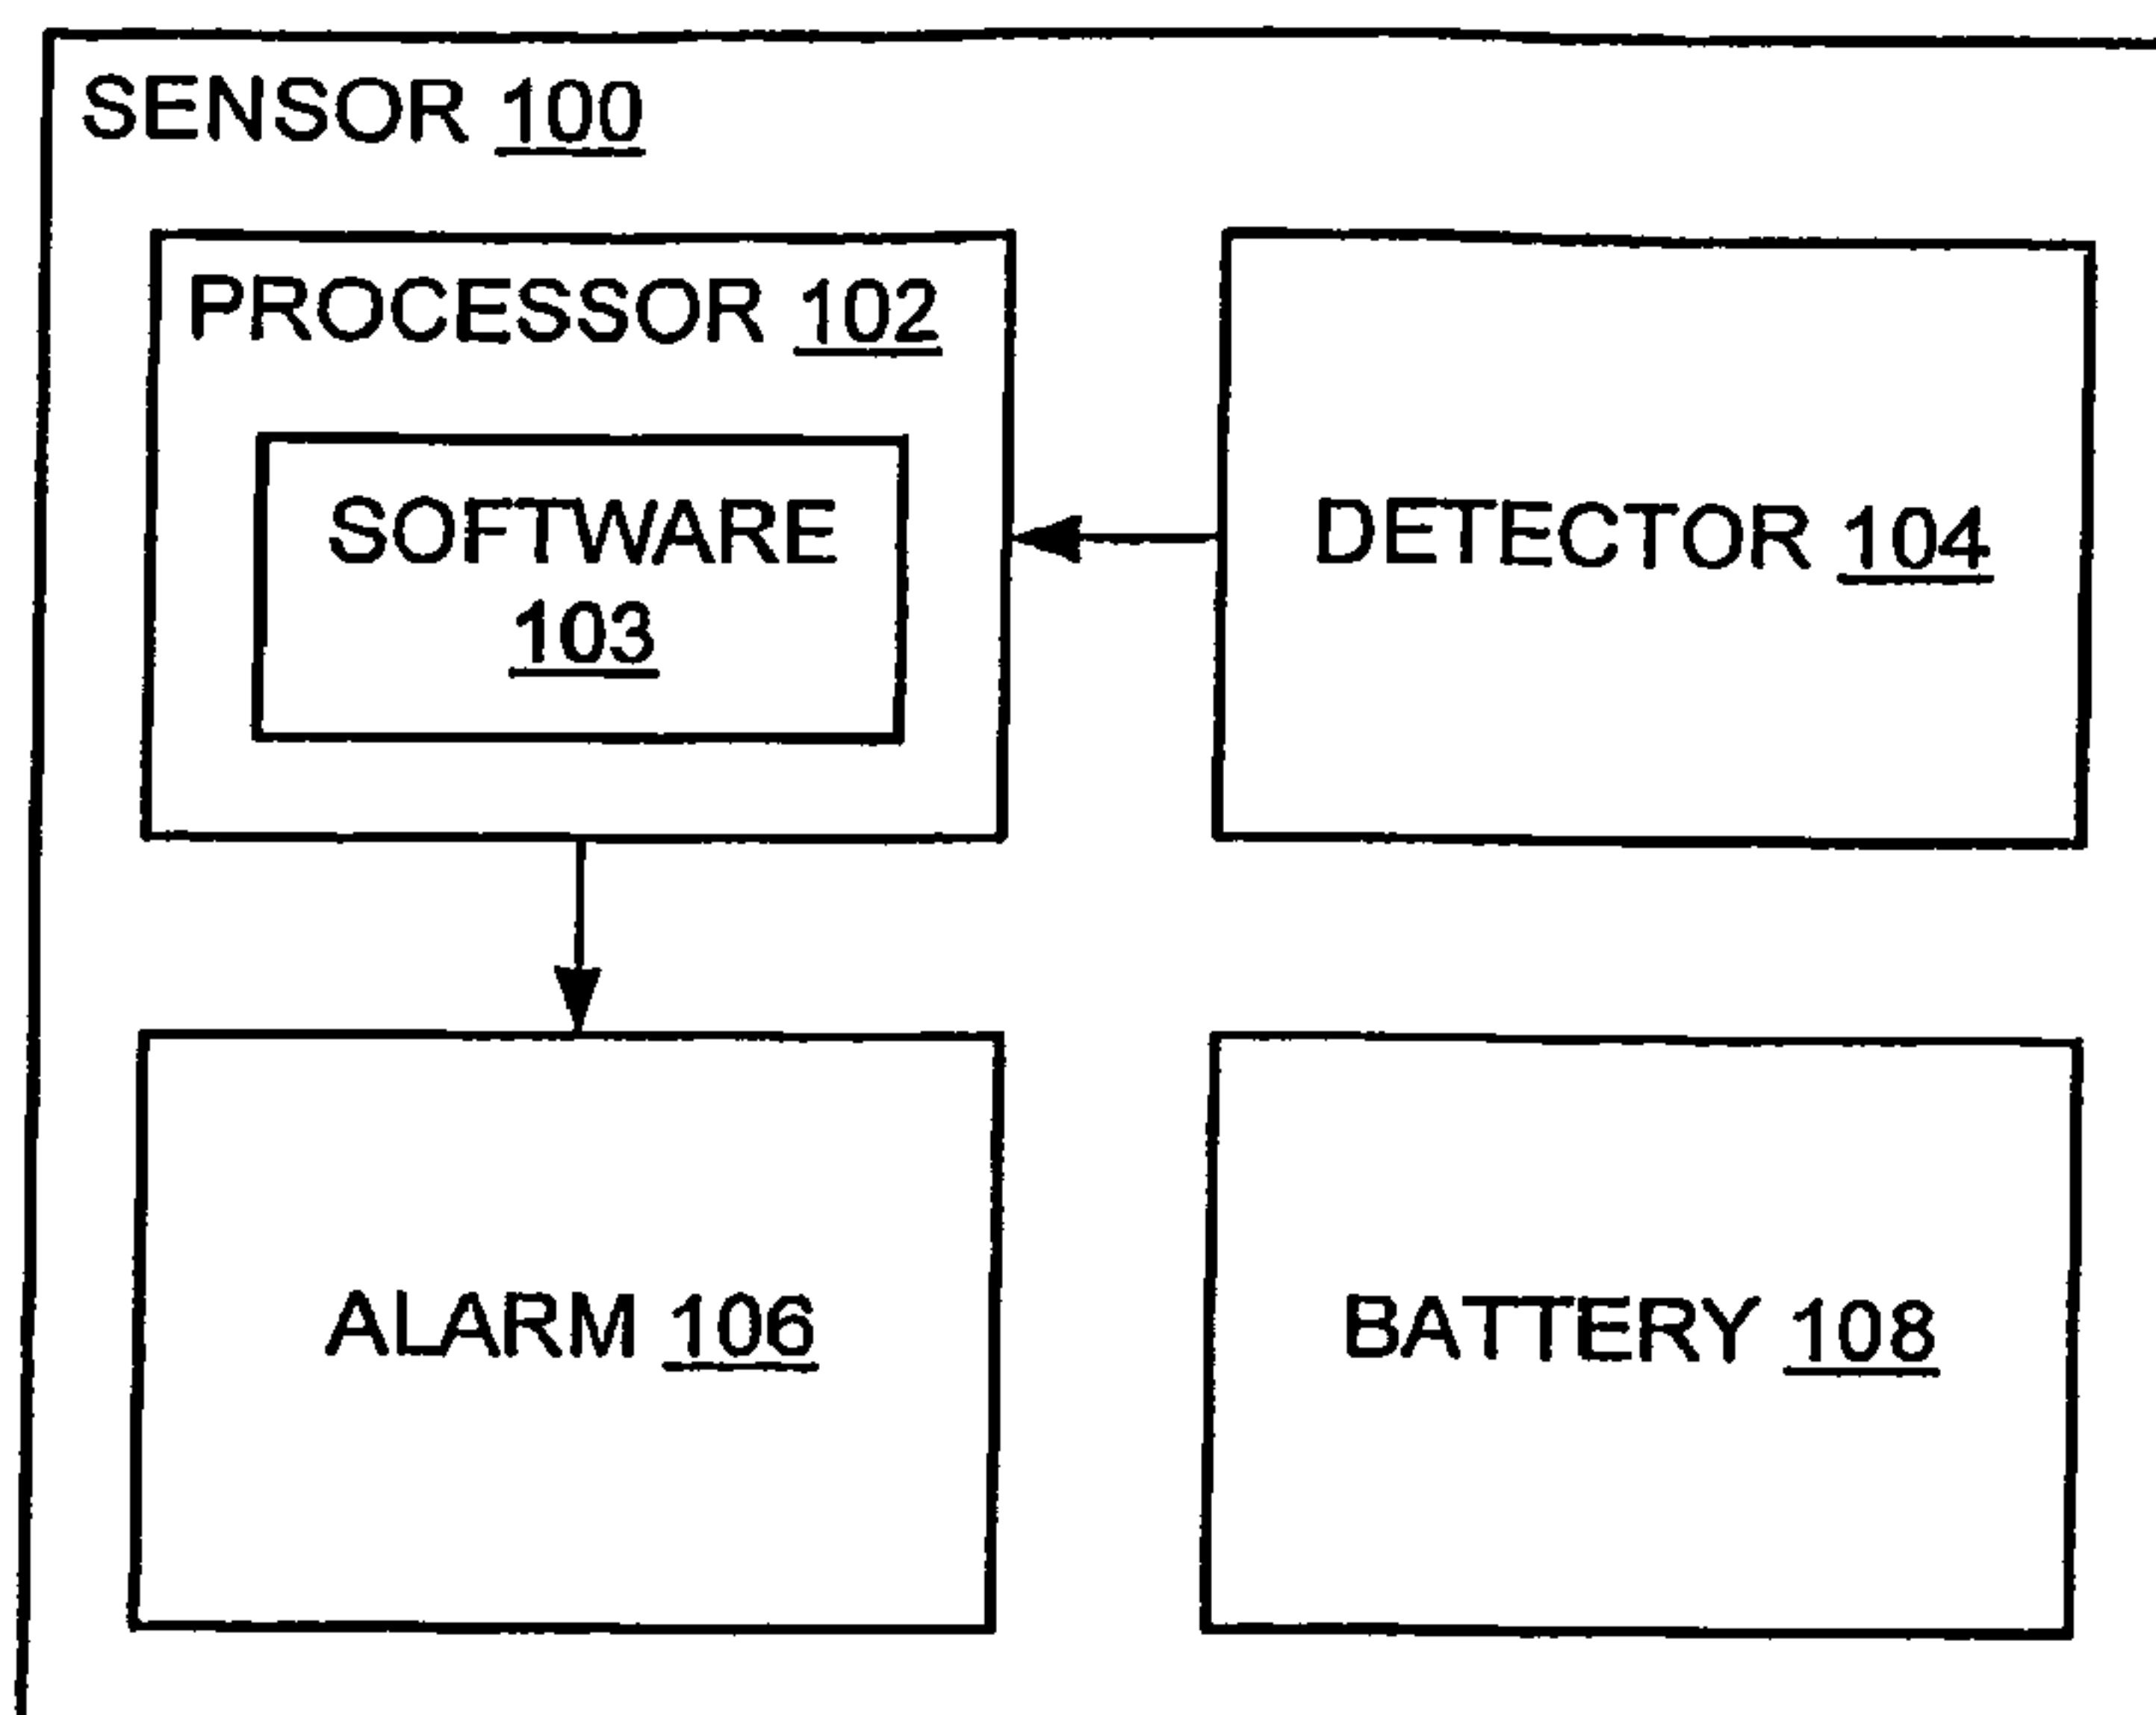 SENSOR 100
PROCESSOR 102
SOFTWARE
103
DETECTOR 104
ALARM 106
BATTERY 108